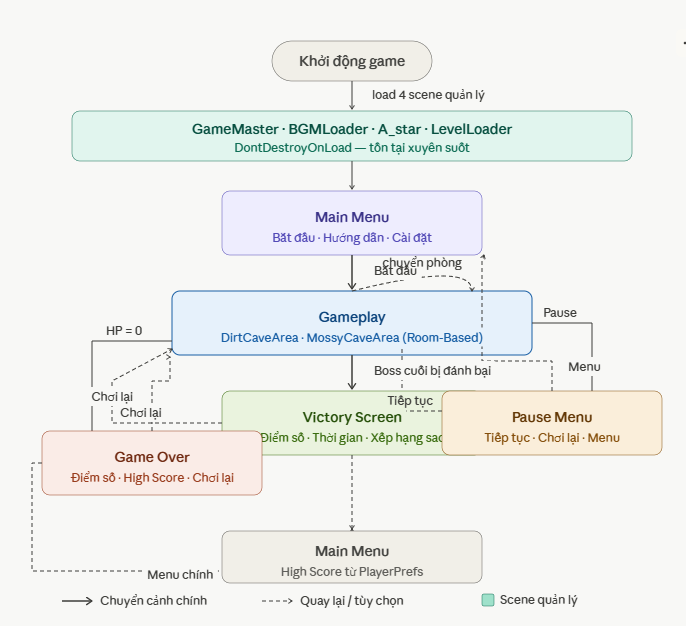 Khởi động game
load 4 scene quản lý
GameMaster · BGMLoader · A_star · LevelLoader
DontDestroyOnLoad — tồn tại xuyên suốt
Main Menu
Bắt đầu · Hướng dẫn · Cài đặt
chuyển phòng
Bắt đầu
Gameplay
DirtCaveArea · MossyCaveArea (Room-Based)
Pause
HP = 0
Boss cuối bị đánh bại
Menu
Chơi lại
Tiếp tục
Chơi lại
Victory Screen
Điểm số · Thời gian · Xếp hạng sao
Pause Menu
Tiếp tục · Chơi lại · Menu
Game Over
Điểm số · High Score · Chơi lại
Main Menu
High Score từ PlayerPrefs
Menu chính
Chuyển cảnh chính
Quay lại / tùy chọn
Scene quản lý